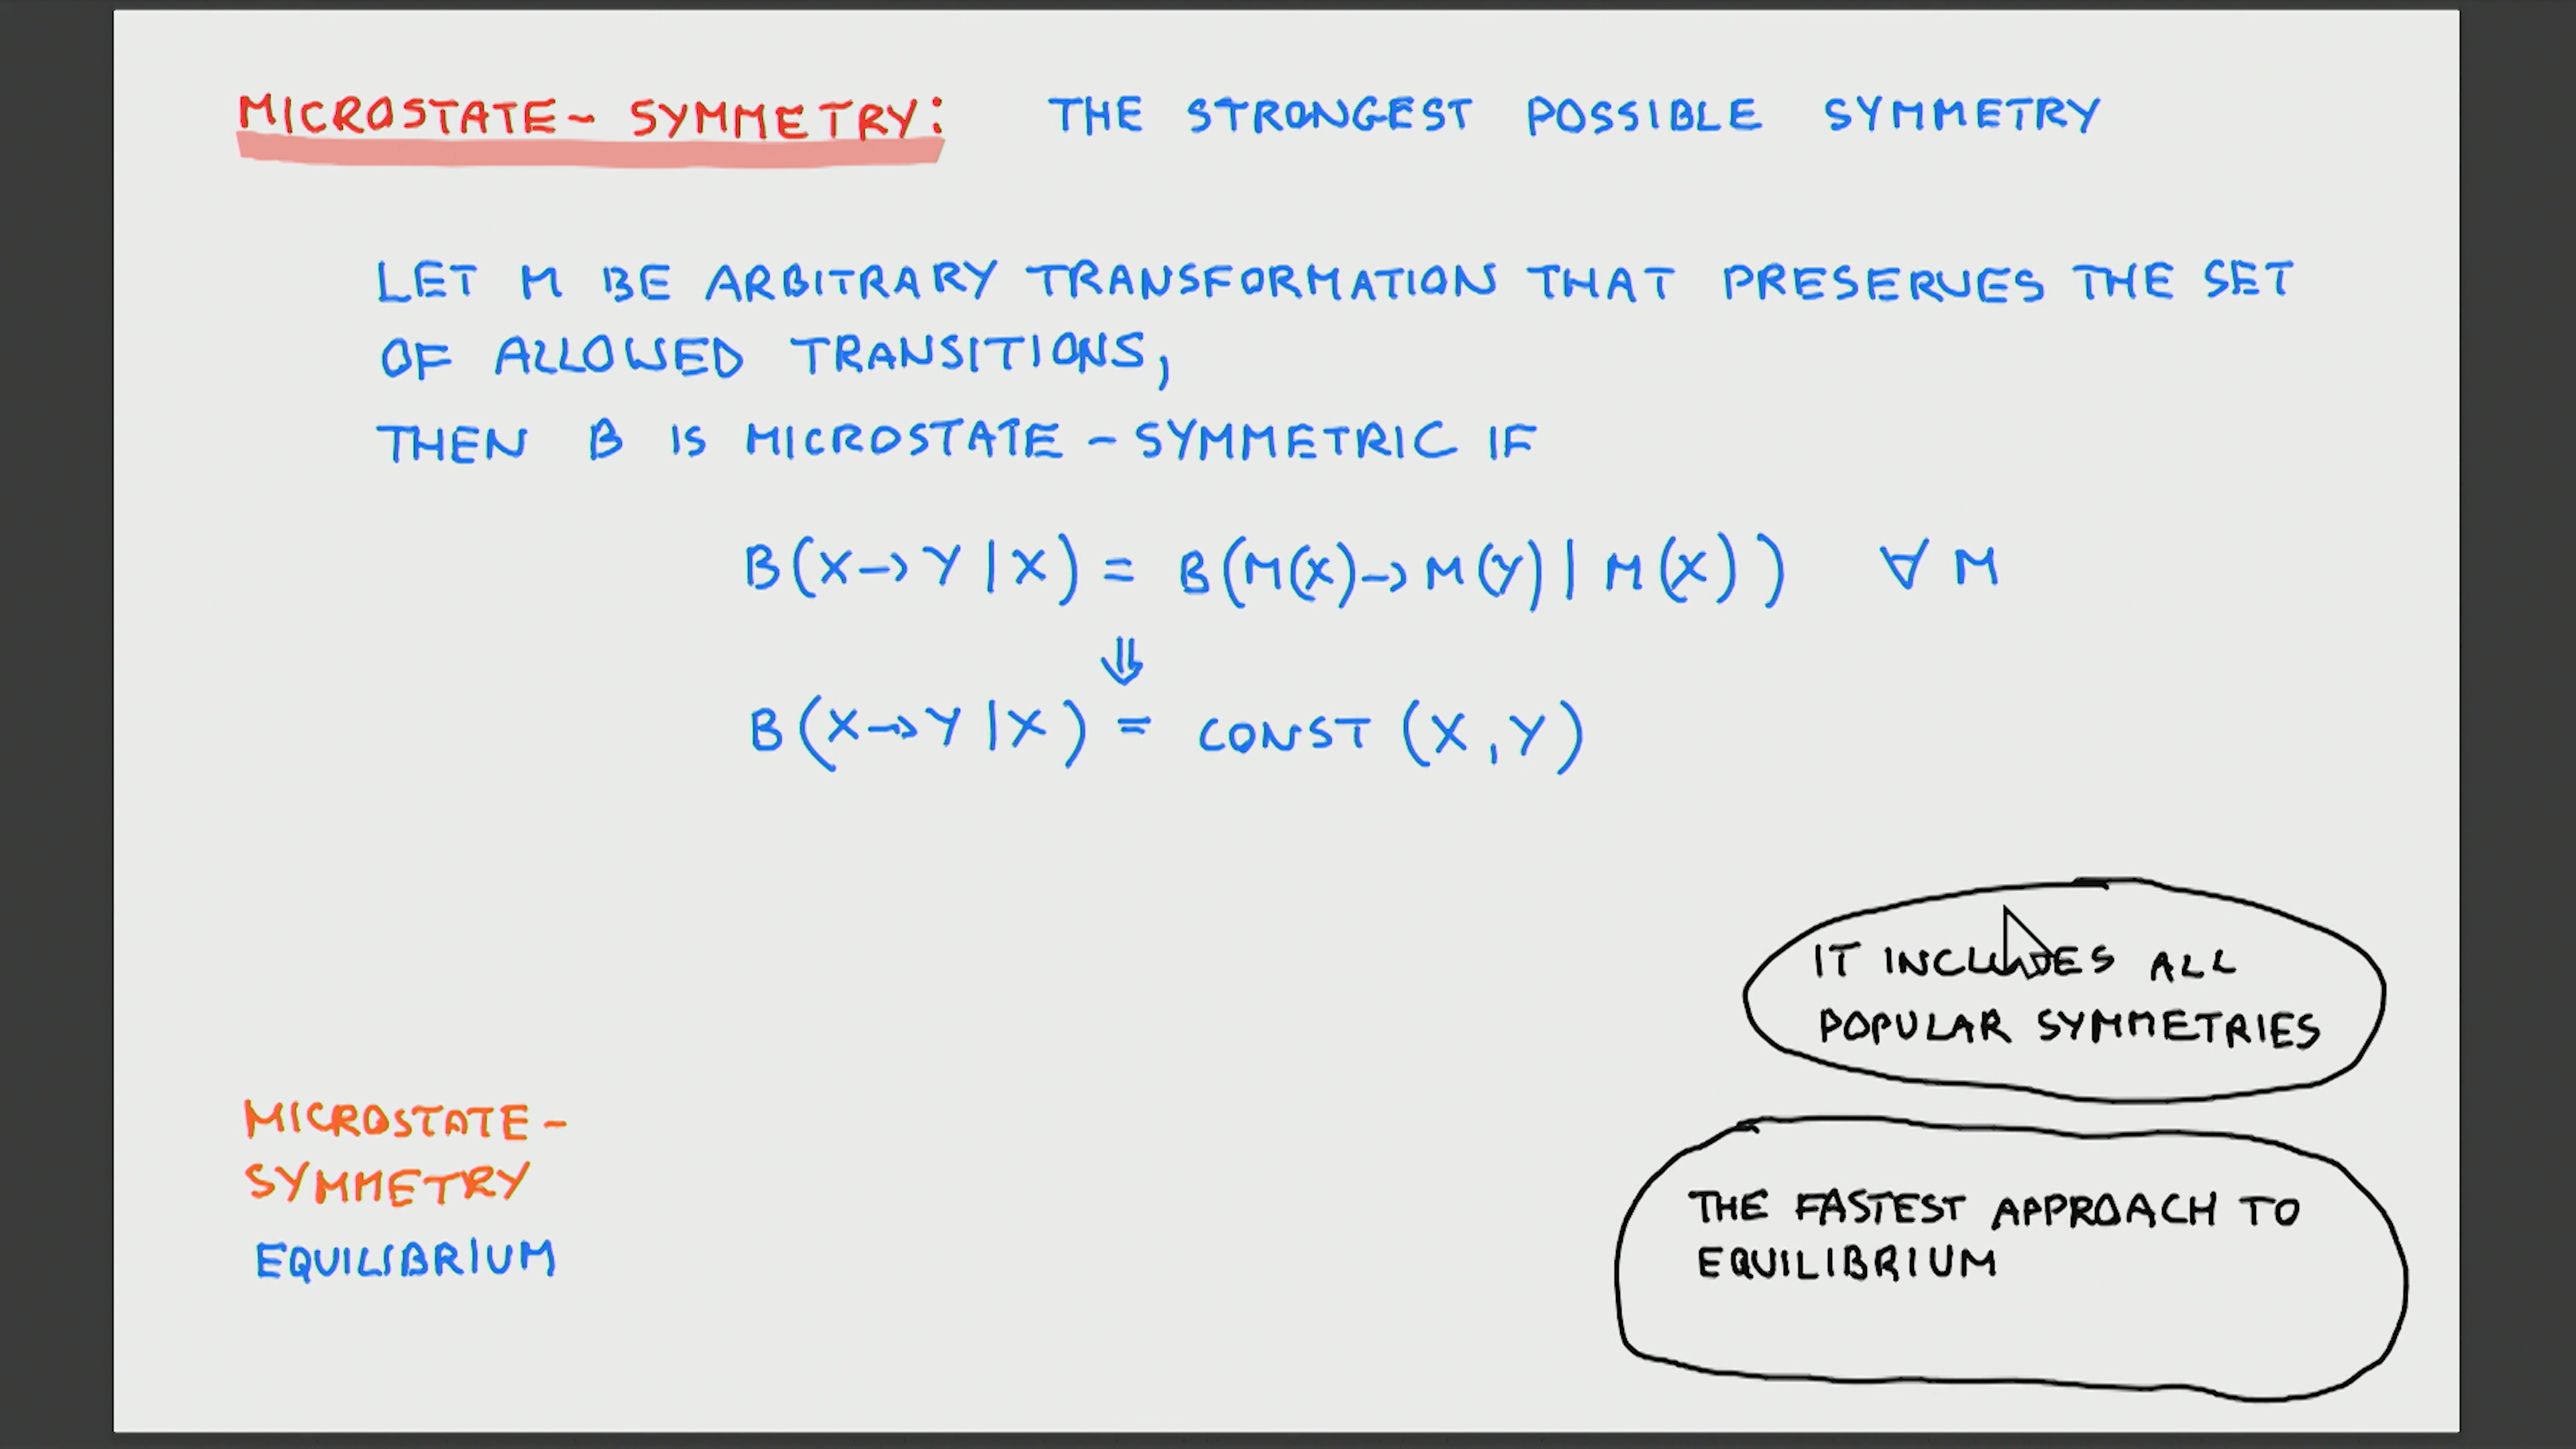 MICROSTATE - SYMMETRY: THE STRONGEST POSSIBLE SYMMETRY
LET M BE ARBITRARY TRANSFORMATION THAT PRESERVES THE SET
OF ALLOWED TRANSITIONS,
THEN B IS MICROSTATE - SYMMETRIC IF
B(X→Y|X) = B(M(X)→M(Y)|M(X)) ∀ M
⇓
B(X→Y|X) = CONST (X,Y)
IT INCLUDES ALL
POPULAR SYMMETRIES
MICROSTATE -
SYMMETRY
EQUILIBRIUM
THE FASTEST APPROACH TO
EQUILIBRIUM